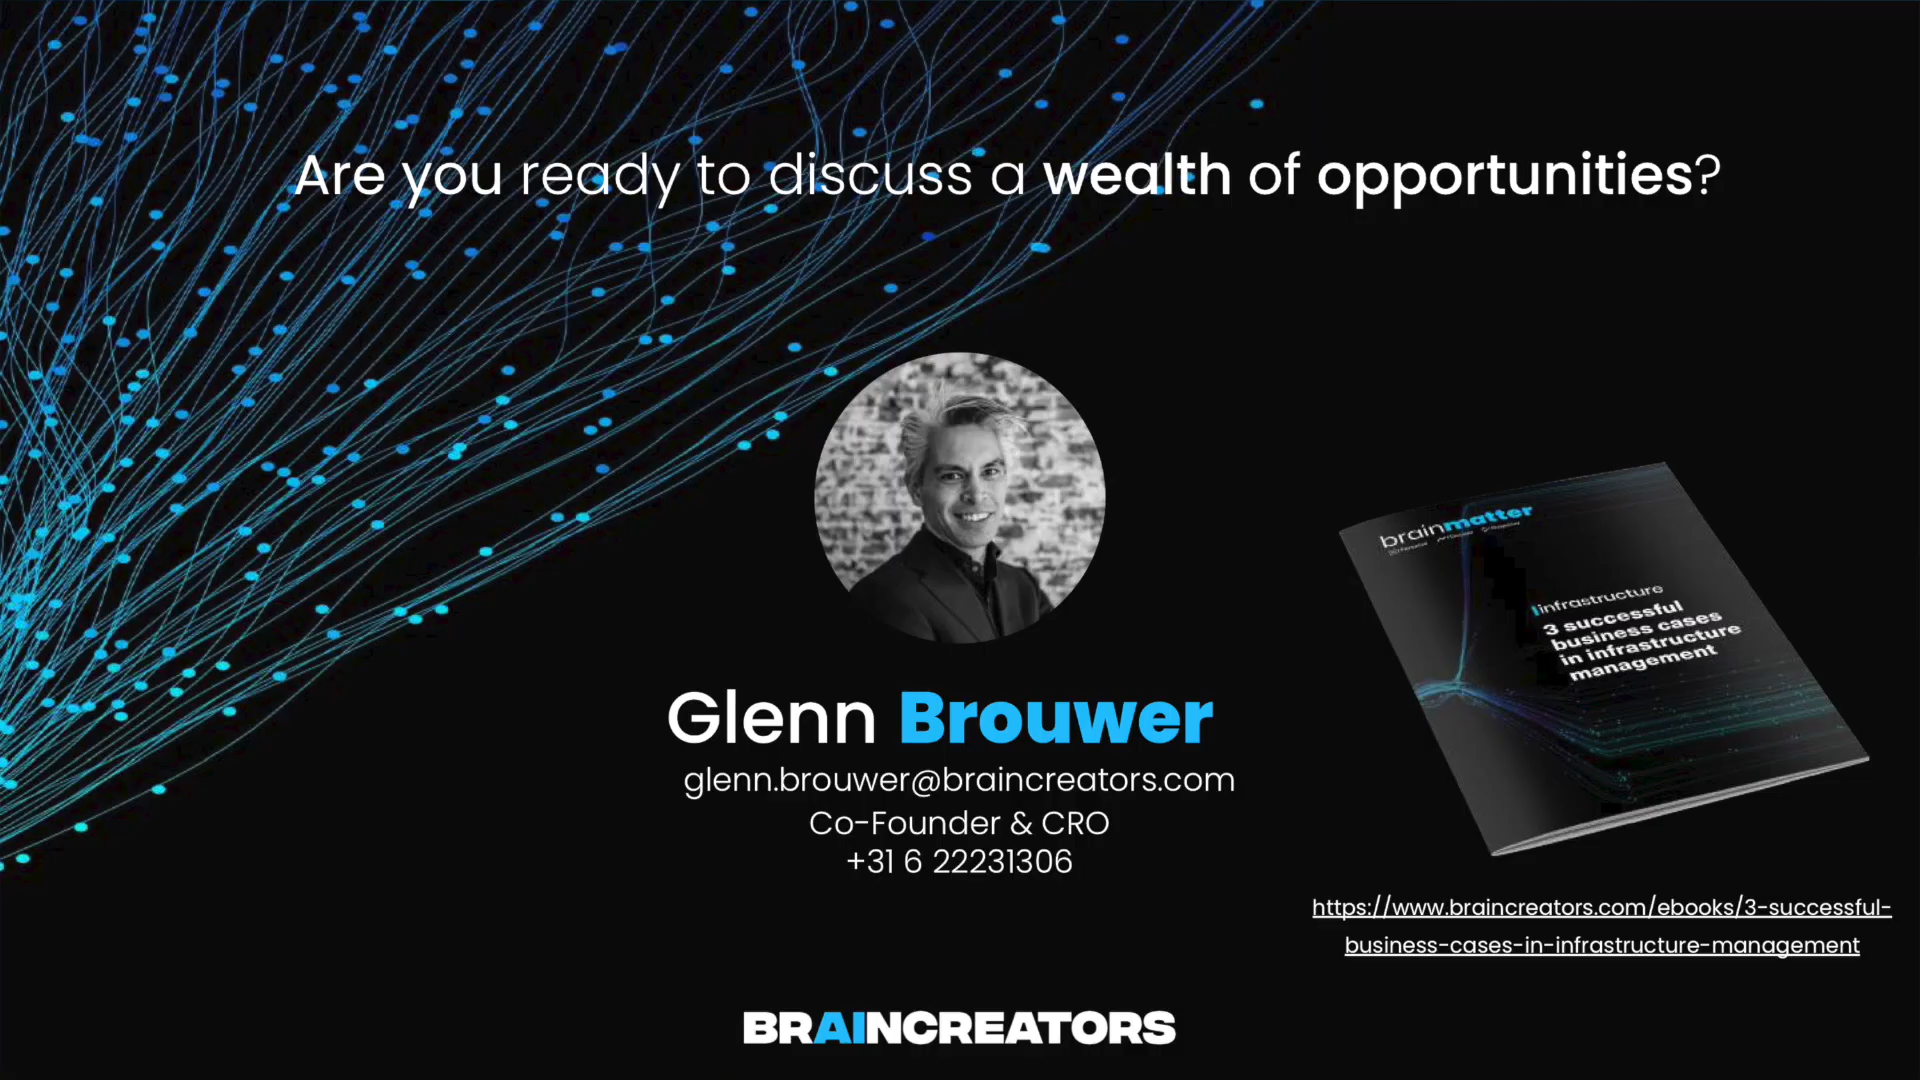 Are you ready to discuss a wealth of opportunities?
Glenn Brouwer
glenn.brouwer@braincreators.com
Co-Founder & CRO
+31 6 22231306
brainmatter
infrastructure
3 successful
business cases
in infrastructure
management
https://www.braincreators.com/ebooks/3-successful-
business-cases-in-infrastructure-management
BRAINCREATORS